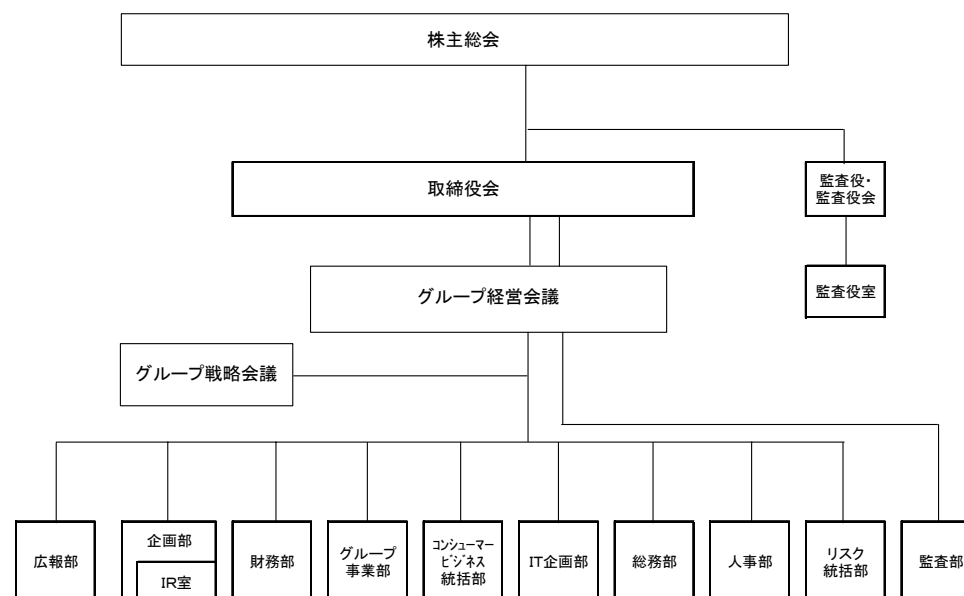 株主総会
取締役会
監査役・
監査役会
グループ経営会議
監査役室
グループ戦略会議
広報部
企画部
IR室
財務部
グループ
事業部
コンシューマー
ビジネス
統括部
IT企画部
総務部
人事部
リスク
統括部
監査部